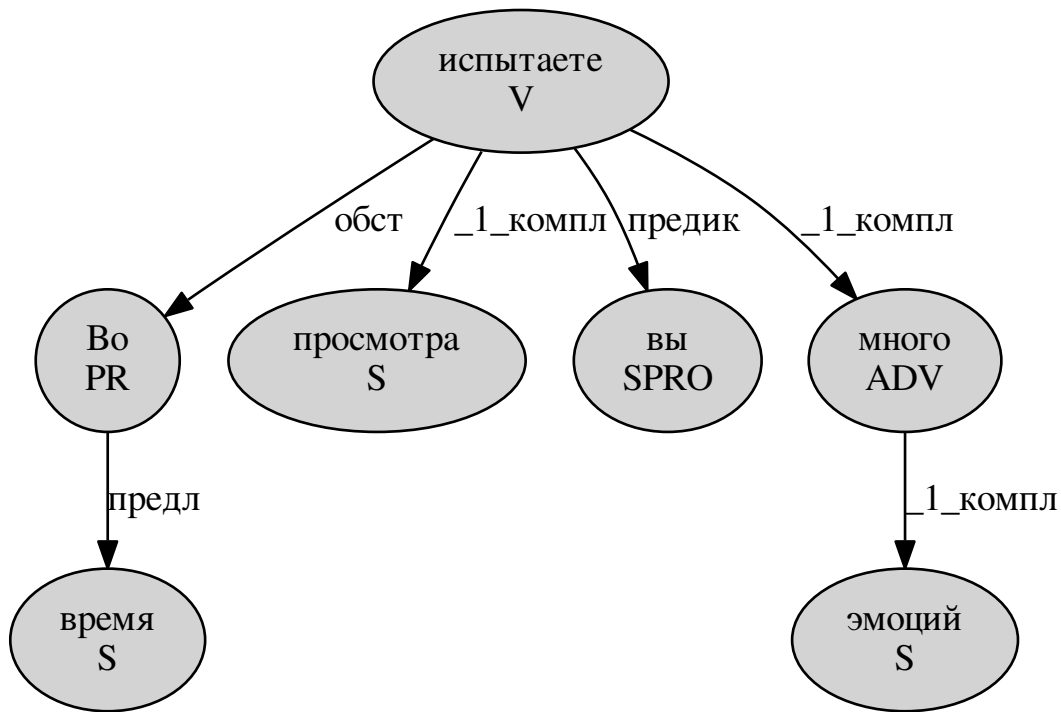 испытаете
V
обст
_1_компл
предик
_1_компл
Во
PR
просмотра
S
вы
SPRO
много
ADV
предл
_1_компл
время
S
эмоций
S